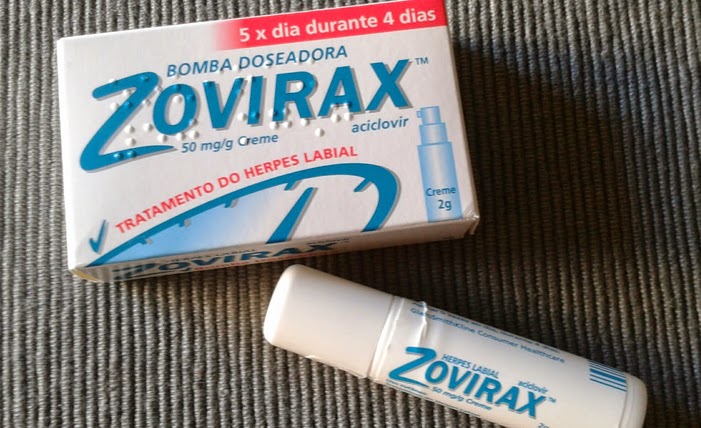 5 x dia durante 4 dias
BOMBA DOSEADORA
ZOVIRAX™
50 mg/g Creme aciclovir
TRATAMENTO DO HERPES LABIAL
Creme
2g
ZOVIRAX
GlaxoSmithKline Consumer Healthcare
HERPES LABIAL aciclovir
ZOVIRAX™
50 mg/g Creme